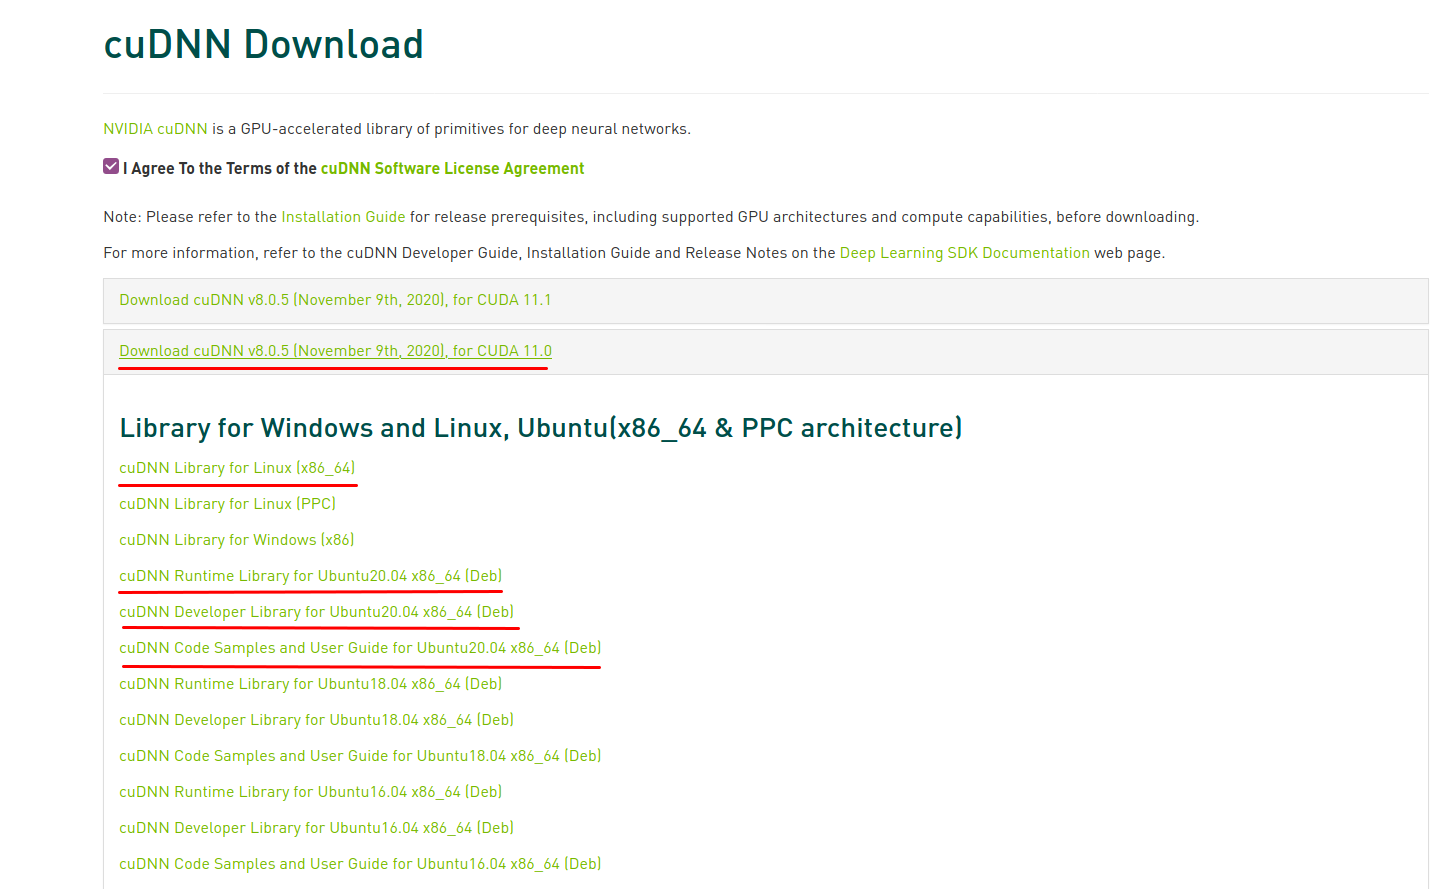 cuDNN Download
NVIDIA cuDNN is a GPU-accelerated library of primitives for deep neural networks.
I Agree To the Terms of the cuDNN Software License Agreement
Note: Please refer to the Installation Guide for release prerequisites, including supported GPU architectures and compute capabilities, before downloading.
For more information, refer to the cuDNN Developer Guide, Installation Guide and Release Notes on the Deep Learning SDK Documentation web page.
Download cuDNN v8.0.5 (November 9th, 2020), for CUDA 11.1
Download cuDNN v8.0.5 (November 9th, 2020), for CUDA 11.0
Library for Windows and Linux, Ubuntu(x86_64 & PPC architecture)
cuDNN Library for Linux (x86_64)
cuDNN Library for Linux (PPC)
cuDNN Library for Windows (x86)
cuDNN Runtime Library for Ubuntu20.04 x86_64 (Deb)
cuDNN Developer Library for Ubuntu20.04 x86_64 (Deb)
cuDNN Code Samples and User Guide for Ubuntu20.04 x86_64 (Deb)
cuDNN Runtime Library for Ubuntu18.04 x86_64 (Deb)
cuDNN Developer Library for Ubuntu18.04 x86_64 (Deb)
cuDNN Code Samples and User Guide for Ubuntu18.04 x86_64 (Deb)
cuDNN Runtime Library for Ubuntu16.04 x86_64 (Deb)
cuDNN Developer Library for Ubuntu16.04 x86_64 (Deb)
cuDNN Code Samples and User Guide for Ubuntu16.04 x86_64 (Deb)